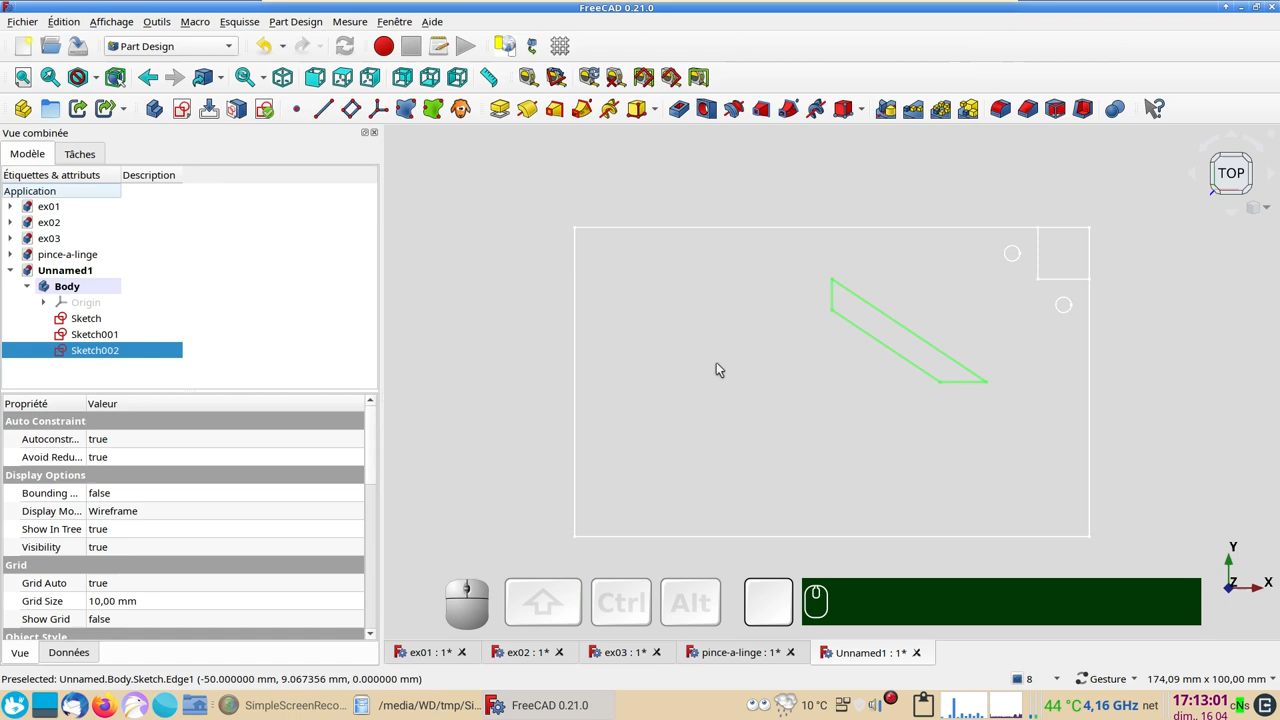 FreeCAD 0.21.0
Fichier Édition Affichage Outils Macro Esquisse Part Design Mesure Fenêtre Aide
Part Design
Vue combinée
Modèle Tâches
Étiquettes & attributs Description
Application
ex01
ex02
ex03
pince-a-linge
Unnamed1
Body
Origin
Sketch
Sketch001
Sketch002
TOP
Propriété Valeur
Auto Constraint
Autoconstr... true
Avoid Redu... true
Display Options
Bounding ... false
Display Mo... Wireframe
Show In Tree true
Visibility true
Grid
Grid Auto true
Grid Size 10,00 mm
Show Grid false
Object Style
Y
Z X
Ctrl Alt
Vue Données
ex01 : 1* ex02 : 1* ex03 : 1* pince-a-linge : 1* Unnamed1 : 1*
Preselected: Unnamed.Body.Sketch.Edge1 (-50.000000 mm, 9.067356 mm, 0.000000 mm)
8 Gesture 174,09 mm x 100,00 mm
SimpleScreenReco... /media/WD/tmp/Si... FreeCAD 0.21.0
10 °C 44 °C 4,16 GHz net 17:13:01
dim.. 16 04